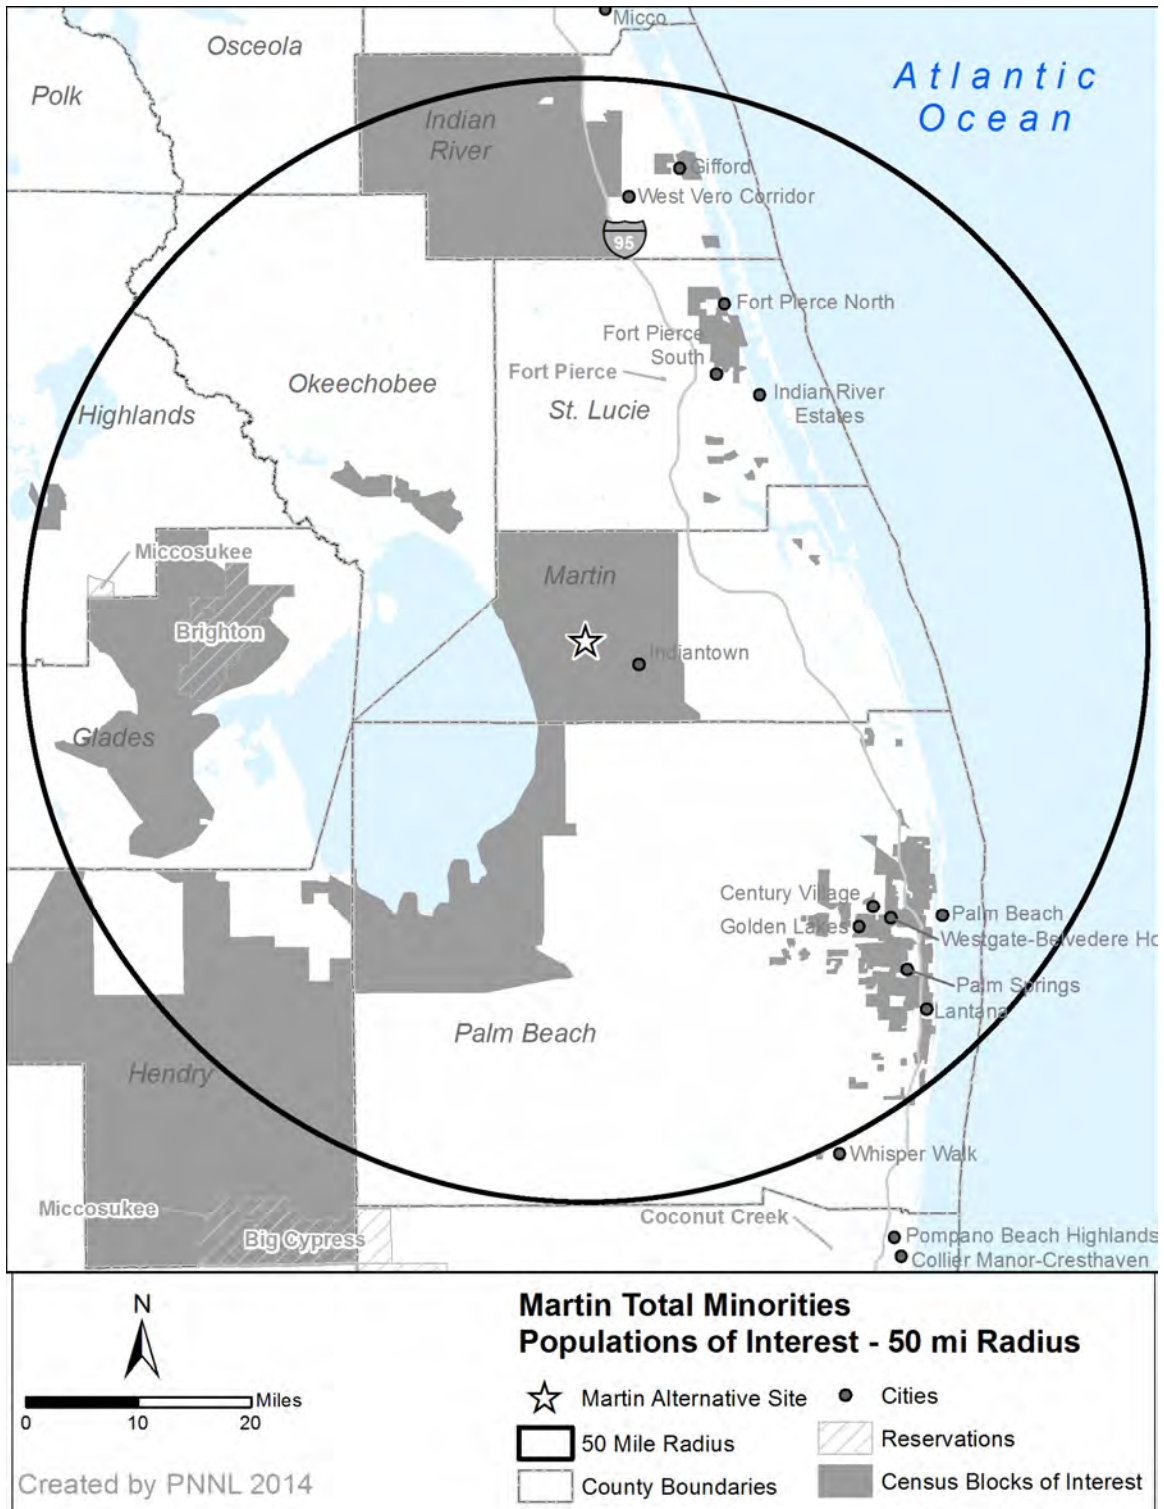 Micco
Osceola
Atlantic
Ocean
Polk
Indian
River
Gifford
West Vero Corridor
95
Fort Pierce North
Fort Pierce
South
Fort Pierce
Okeechobee
Indian River
Estates
St. Lucie
Highlands
Miccosukee
Martin
Brighton
Indiantown
Glades
Century Village
Palm Beach
Golden Lakes
Westgate-Belvedere Ho
Palm Springs
Lantana
Palm Beach
Hendry
Whisper Walk
Miccosukee
Coconut Creek
Big Cypress
Pompano Beach Highlands
Collier Manor-Cresthaven
N
Miles
0 10 20
Created by PNNL 2014
Martin Total Minorities
Populations of Interest - 50 mi Radius
Martin Alternative Site
Cities
50 Mile Radius
Reservations
County Boundaries
Census Blocks of Interest